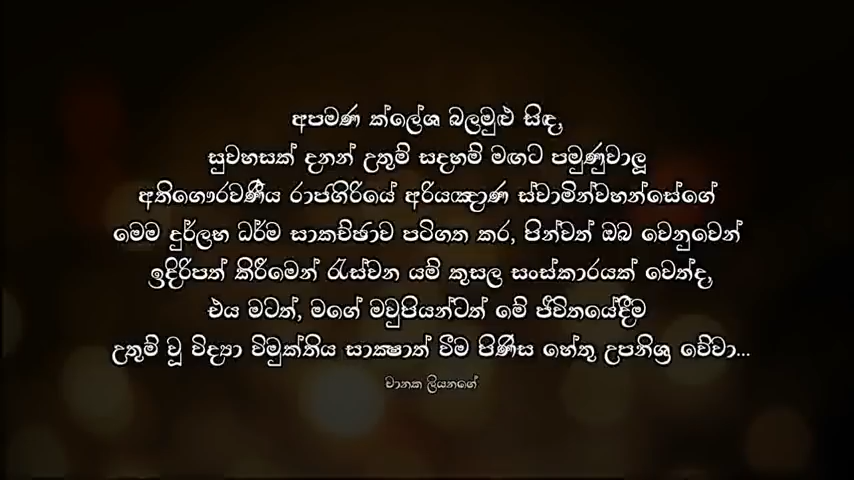 අපමණ ක්ලේශ බලමුළු සිඳ,
සුවහසක් දනන් උතුම් සදහම් මඟට පමුණුවාලූ
අතිගෞරවණීය රාජගිරියේ අරියඤාණ ස්වාමින්වහන්සේගේ
මෙම දුර්ලභ ධර්ම සාකච්ඡාව පටිගත කර, පින්වත් ඔබ වෙනුවෙන්
ඉදිරිපත් කිරීමෙන් රැස්වන යම් කුසල සංස්කාරයක් වෙත්ද,
එය මටත්, මගේ මවුපියන්ටත් මේ ජීවිතයේදීම
උතුම් වූ විද්‍යා විමුක්තිය සාක්‍ෂාත් වීම පිණිස හේතු උපනිශ්‍ර වේවා...
චානක ලියනගේ